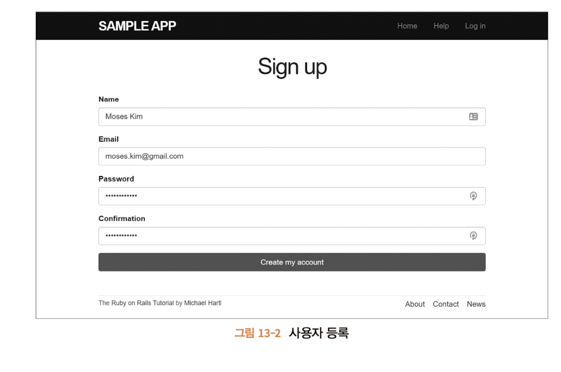 SAMPLE APP Home Help Log in
Sign up
Name
Moses Kim
Email
moses.kim@gmail.com
Password
••••••••••••
Confirmation
••••••••••••
Create my account
The Ruby on Rails Tutorial by Michael Hartl About Contact News
그림 13-2 사용자 등록